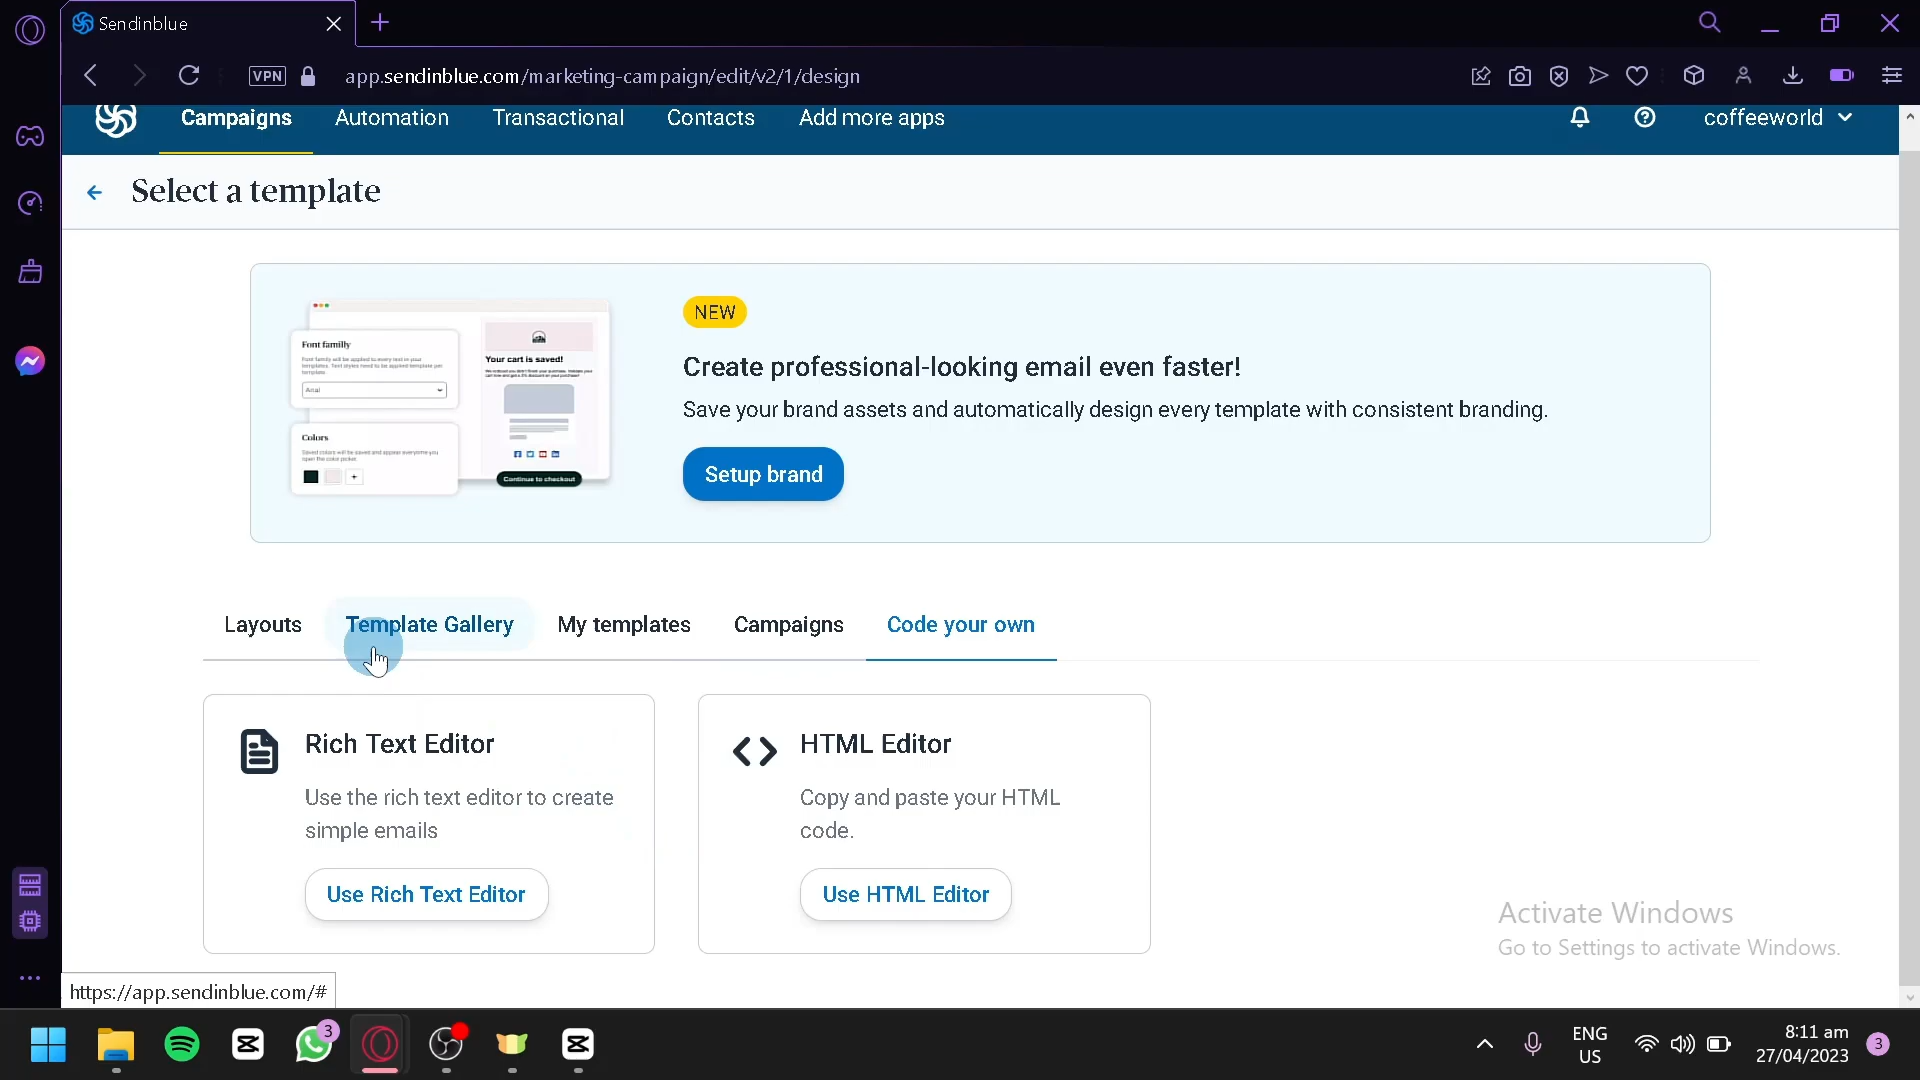 Sendinblue
VPN
app.sendinblue.com/marketing-campaign/edit/v2/1/design
Campaigns
Automation
Transactional
Contacts
Add more apps
coffeeworld
Select a template
NEW
Create professional-looking email even faster!
Save your brand assets and automatically design every template with consistent branding.
Setup brand
Font familly
Font family will be applied to every text in your
templates. Text styles need to be applied template per
template
Arial
Colors
Saved colors will be saved and appear everytime you
open the color picker.
+
Your cart is saved!
Continue to checkout
Layouts
Template Gallery
My templates
Campaigns
Code your own
Rich Text Editor
Use the rich text editor to create
simple emails
Use Rich Text Editor
HTML Editor
Copy and paste your HTML
code.
Use HTML Editor
Activate Windows
Go to Settings to activate Windows.
https://app.sendinblue.com/#
3
ENG
US
8:11 am
27/04/2023
3